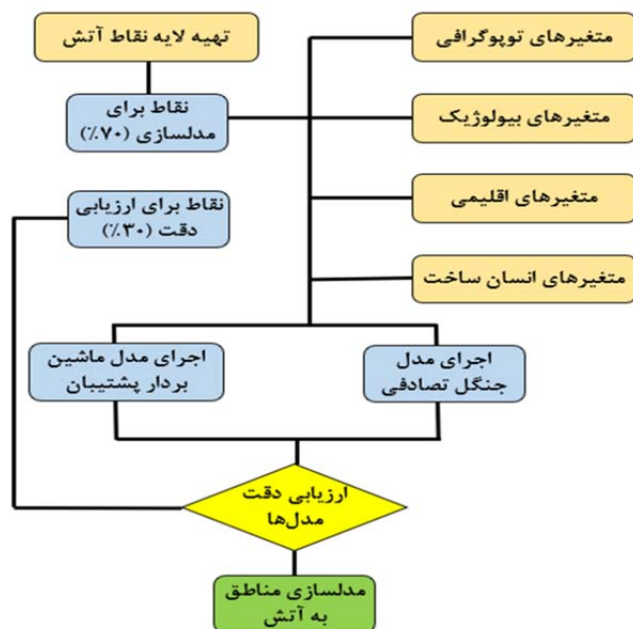 تهیه لایه نقاط آتش
متغیرهای توپوگرافی
نقاط برای
مدلسازی (۷۰٪)
متغیرهای بیولوژیک
نقاط برای ارزیابی
دقت (۳۰٪)
متغیرهای اقلیمی
متغیرهای انسان ساخت
اجرای مدل ماشین
بردار پشتیبان
اجرای مدل
جنگل تصادفی
ارزیابی دقت
مدل‌ها
مدلسازی مناطق
به آتش